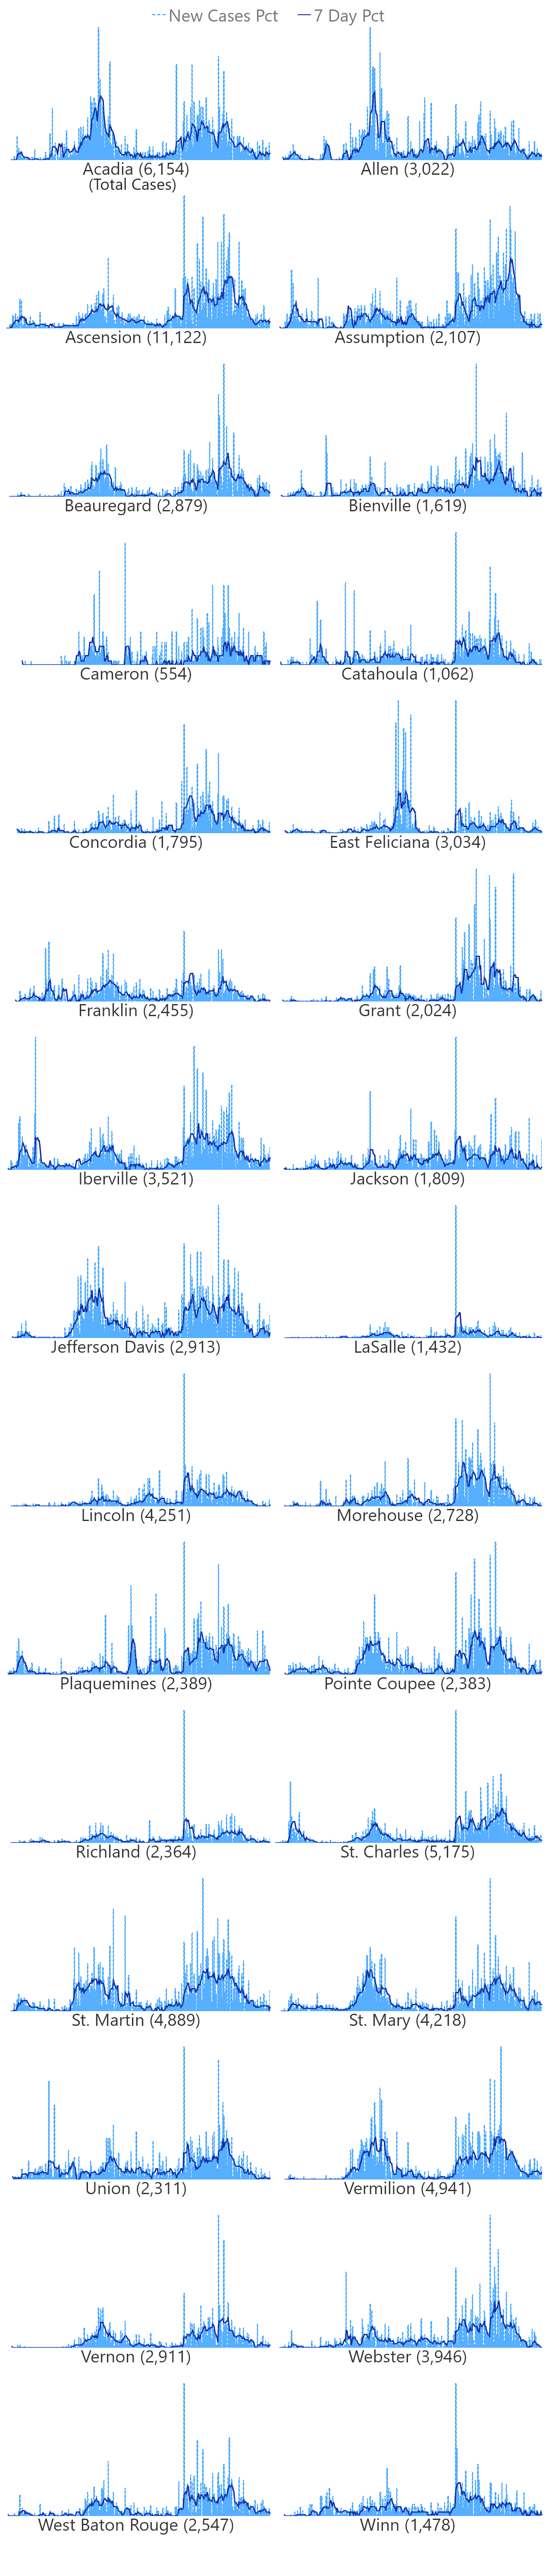 New Cases Pct 7 Day Pct
Acadia (6,154) Allen (3,022)
(Total Cases)
Ascension (11,122) Assumption (2,107)
Beauregard (2,879) Bienville (1,619)
Cameron (554) Catahoula (1,062)
Concordia (1,795) East Feliciana (3,034)
Franklin (2,455) Grant (2,024)
Iberville (3,521) Jackson (1,809)
Jefferson Davis (2,913) LaSalle (1,432)
Lincoln (4,251) Morehouse (2,728)
Plaquemines (2,389) Pointe Coupee (2,383)
Richland (2,364) St. Charles (5,175)
St. Martin (4,889) St. Mary (4,218)
Union (2,311) Vermilion (4,941)
Vernon (2,911) Webster (3,946)
West Baton Rouge (2,547) Winn (1,478)